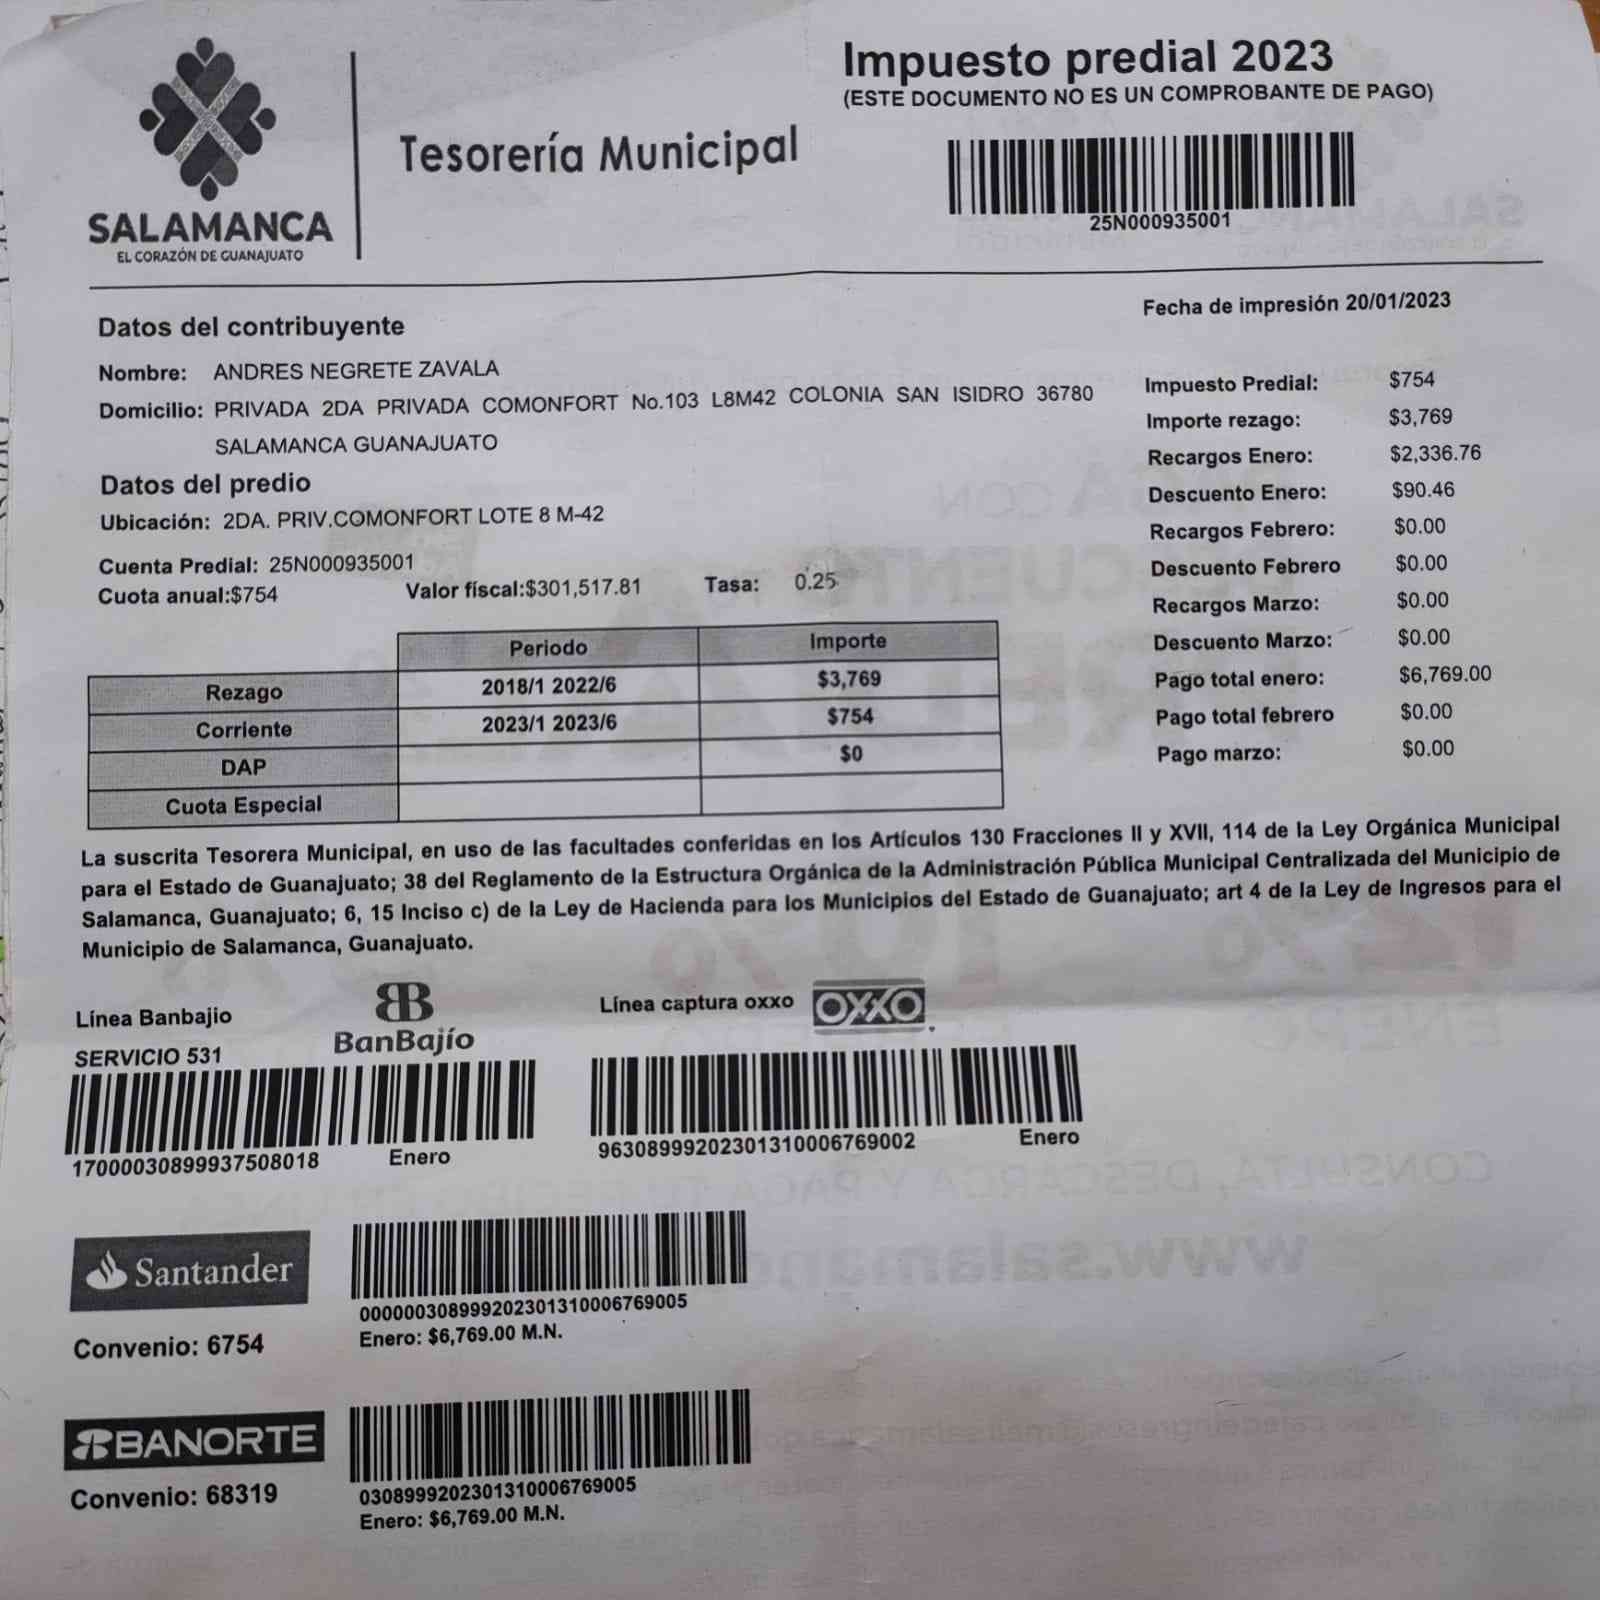 Impuesto predial 2023
(ESTE DOCUMENTO NO ES UN COMPROBANTE DE PAGO)
Tesorería Municipal
SALAMANCA
EL CORAZÓN DE GUANAJUATO
25N000935001
Fecha de impresión 20/01/2023
Datos del contribuyente
Nombre: ANDRES NEGRETE ZAVALA
Domicilio: PRIVADA 2DA PRIVADA COMONFORT No.103 L8M42 COLONIA SAN ISIDRO 36780
SALAMANCA GUANAJUATO
Datos del predio
Ubicación: 2DA. PRIV.COMONFORT LOTE 8 M-42
Cuenta Predial: 25N000935001
Cuota anual:$754 Valor físcal:$301,517.81 Tasa: 0.25
Impuesto Predial: $754
Importe rezago: $3,769
Recargos Enero: $2,336.76
Descuento Enero: $90.46
Recargos Febrero: $0.00
Descuento Febrero $0.00
Recargos Marzo: $0.00
Descuento Marzo: $0.00
Pago total enero: $6,769.00
Pago total febrero $0.00
Pago marzo: $0.00
Periodo Importe
Rezago 2018/1 2022/6 $3,769
Corriente 2023/1 2023/6 $754
DAP $0
Cuota Especial
La suscrita Tesorera Municipal, en uso de las facultades conferidas en los Artículos 130 Fracciones II y XVII, 114 de la Ley Orgánica Municipal
para el Estado de Guanajuato; 38 del Reglamento de la Estructura Orgánica de la Administración Pública Municipal Centralizada del Municipio de
Salamanca, Guanajuato; 6, 15 Inciso c) de la Ley de Hacienda para los Municipios del Estado de Guanajuato; art 4 de la Ley de Ingresos para el
Municipio de Salamanca, Guanajuato.
Línea Banbajio
BanBajío
SERVICIO 531
17000030899937508018 Enero
Línea captura oxxo OXXO
96308999202301310006769002 Enero
Santander
Convenio: 6754
000000308999202301310006769005
Enero: $6,769.00 M.N.
BANORTE
Convenio: 68319
0308999202301310006769005
Enero: $6,769.00 M.N.